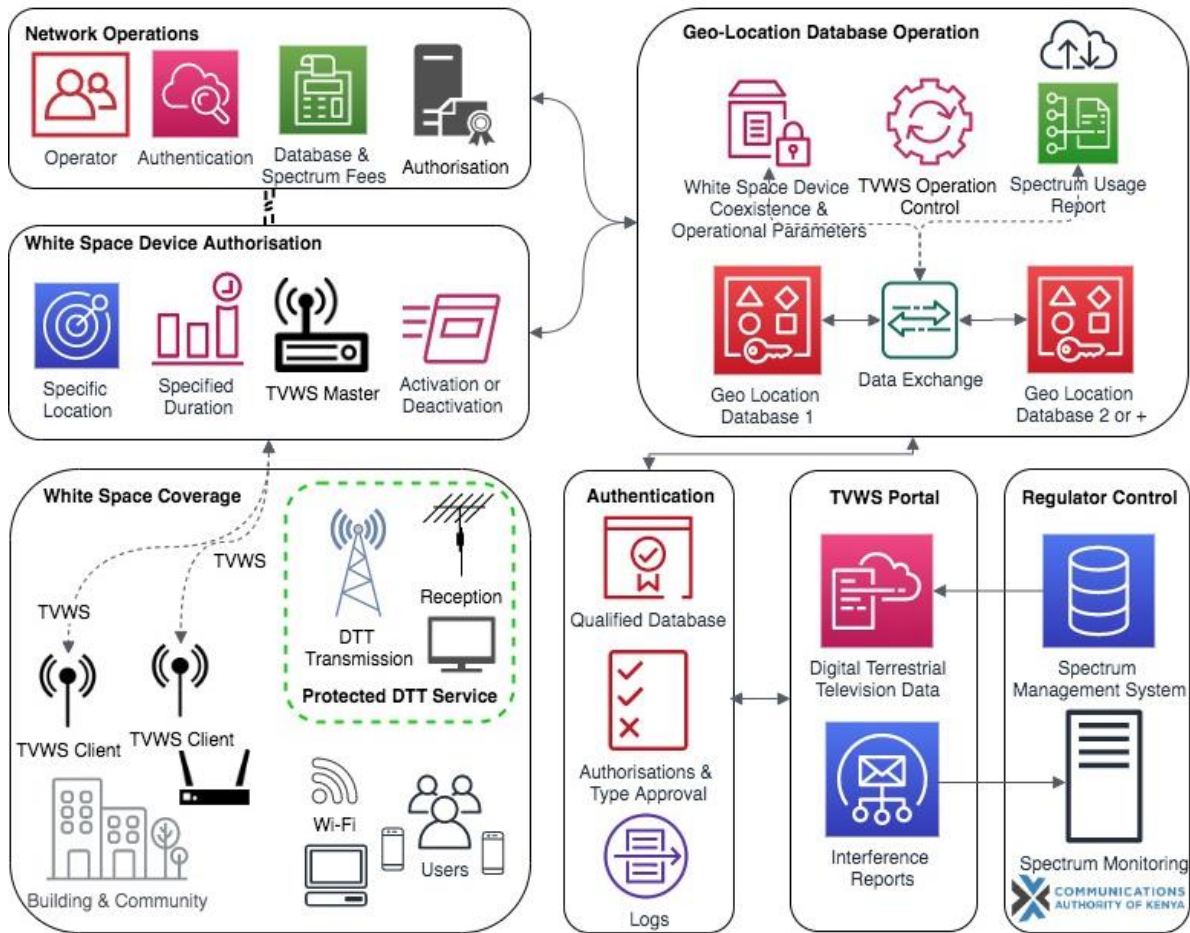 Network Operations
Operator
Authentication
Database &
Spectrum Fees
Authorisation
Geo-Location Database Operation
White Space Device
Coexistence &
Operational Parameters
TVWS Operation
Control
Spectrum Usage
Report
Geo Location
Database 1
Data Exchange
Geo Location
Database 2 or +
White Space Device Authorisation
Specific
Location
Specified
Duration
TVWS Master
Activation or
Deactivation
White Space Coverage
TVWS
TVWS
TVWS Client
TVWS Client
DTT
Transmission
Reception
Protected DTT Service
Building & Community
Wi-Fi
Users
Authentication
Qualified Database
Authorisations &
Type Approval
Logs
TVWS Portal
Digital Terrestrial
Television Data
Interference
Reports
Regulator Control
Spectrum
Management System
Spectrum Monitoring
COMMUNICATIONS
AUTHORITY OF KENYA